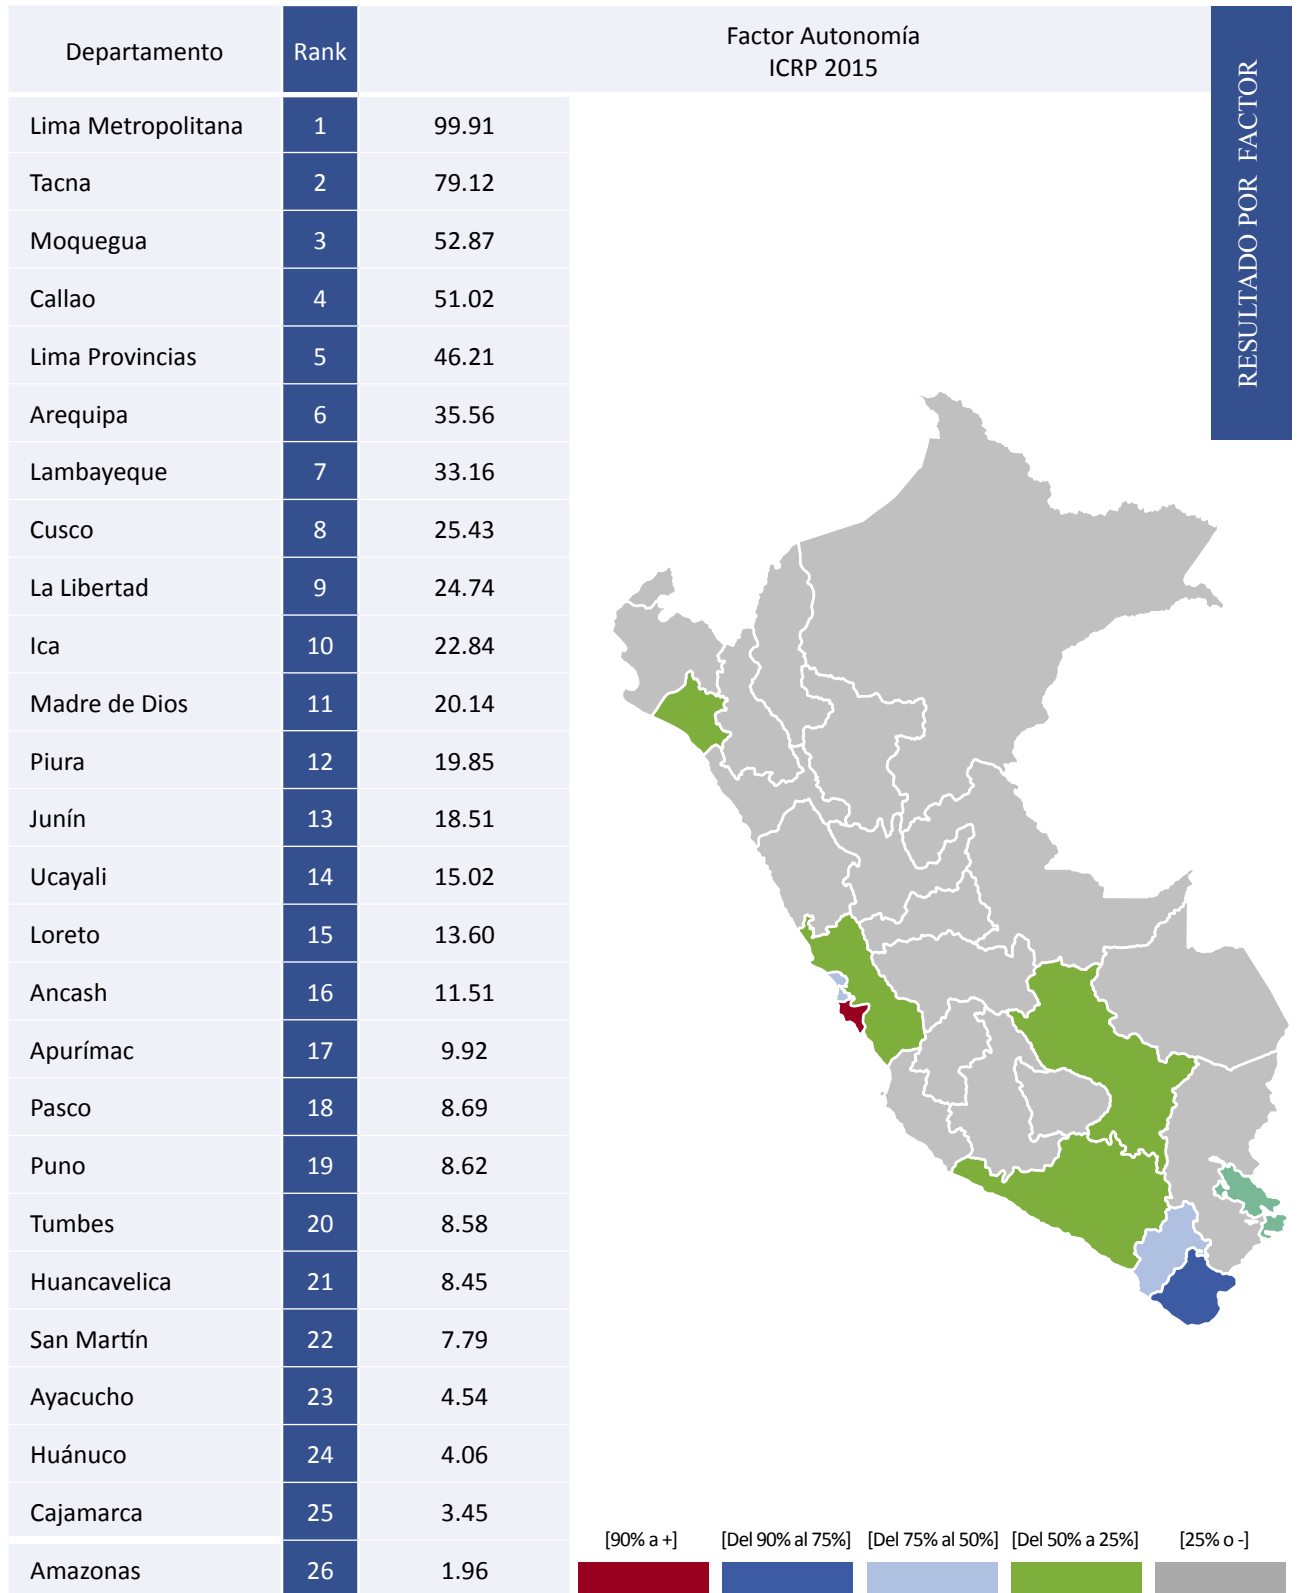 Departamento Rank Factor Autonomía
ICRP 2015
RESULTADO POR FACTOR
Lima Metropolitana 1 99.91
Tacna 2 79.12
Moquegua 3 52.87
Callao 4 51.02
Lima Provincias 5 46.21
Arequipa 6 35.56
Lambayeque 7 33.16
Cusco 8 25.43
La Libertad 9 24.74
Ica 10 22.84
Madre de Dios 11 20.14
Piura 12 19.85
Junín 13 18.51
Ucayali 14 15.02
Loreto 15 13.60
Ancash 16 11.51
Apurímac 17 9.92
Pasco 18 8.69
Puno 19 8.62
Tumbes 20 8.58
Huancavelica 21 8.45
San Martín 22 7.79
Ayacucho 23 4.54
Huánuco 24 4.06
Cajamarca 25 3.45
Amazonas 26 1.96
[90% a +] [Del 90% al 75%] [Del 75% al 50%] [Del 50% a 25%] [25% o -]